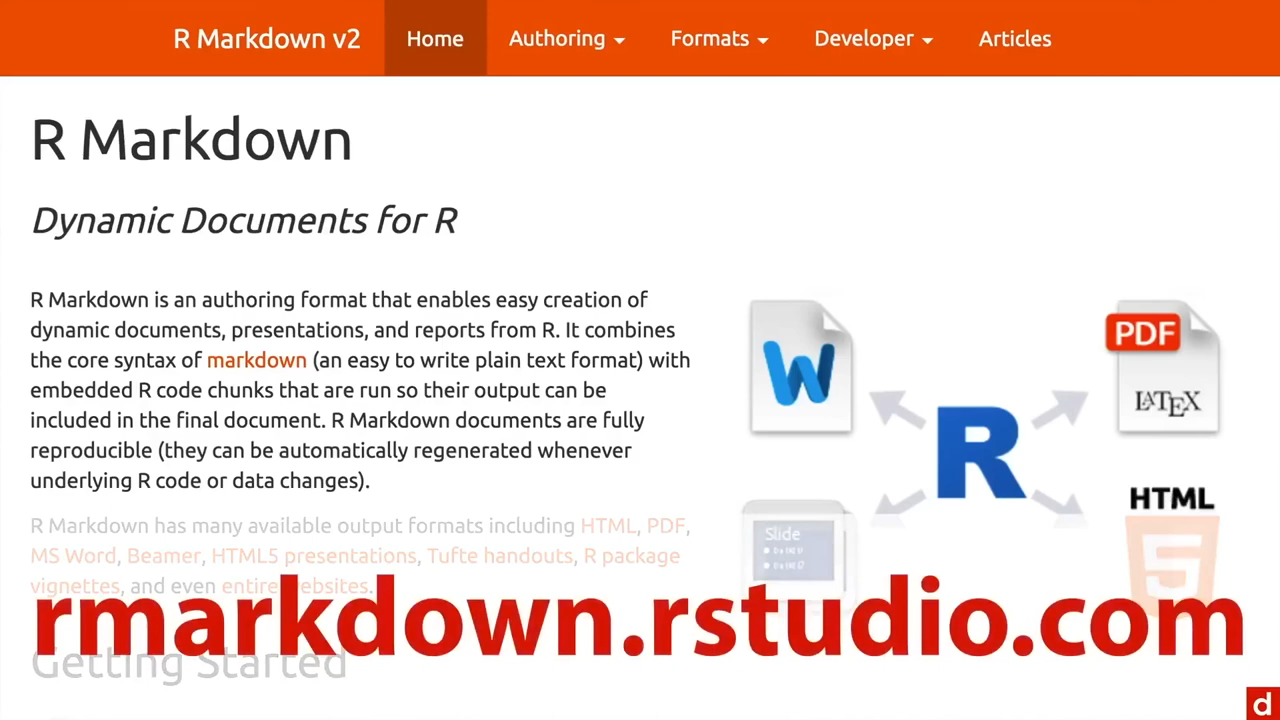 R Markdown v2 Home Authoring Formats Developer Articles
R Markdown
Dynamic Documents for R
R Markdown is an authoring format that enables easy creation of
dynamic documents, presentations, and reports from R. It combines
the core syntax of markdown (an easy to write plain text format) with
embedded R code chunks that are run so their output can be
included in the final document. R Markdown documents are fully
reproducible (they can be automatically regenerated whenever
underlying R code or data changes).
R Markdown has many available output formats including HTML, PDF,
MS Word, Beamer, HTML5 presentations, Tufte handouts, R package
vignettes, and even entire websites.
W
PDF
LATEX
R
Slide
HTML
5
rmarkdown.rstudio.com
Getting Started
d